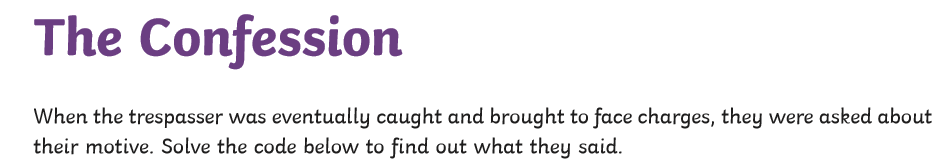 The Confession
When the trespasser was eventually caught and brought to face charges, they were asked about
their motive. Solve the code below to find out what they said.